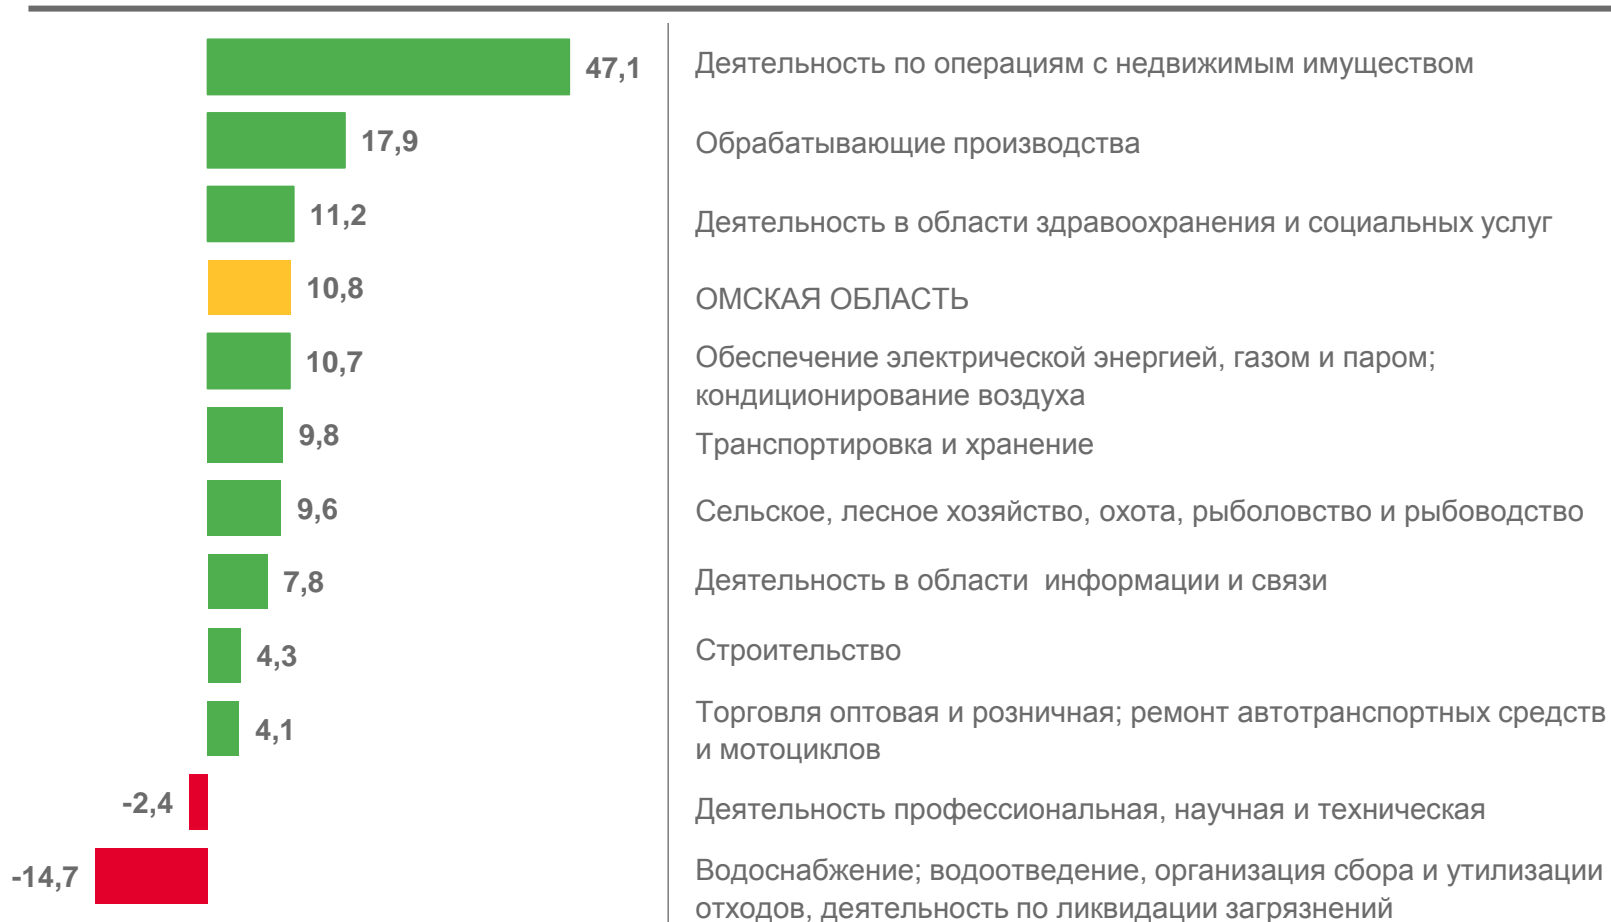 47,1 Деятельность по операциям с недвижимым имуществом
17,9 Обрабатывающие производства
11,2 Деятельность в области здравоохранения и социальных услуг
10,8 ОМСКАЯ ОБЛАСТЬ
10,7 Обеспечение электрической энергией, газом и паром;
кондиционирование воздуха
9,8 Транспортировка и хранение
9,6 Сельское, лесное хозяйство, охота, рыболовство и рыбоводство
7,8 Деятельность в области информации и связи
4,3 Строительство
4,1 Торговля оптовая и розничная; ремонт автотранспортных средств
и мотоциклов
-2,4 Деятельность профессиональная, научная и техническая
-14,7 Водоснабжение; водоотведение, организация сбора и утилизации
отходов, деятельность по ликвидации загрязнений